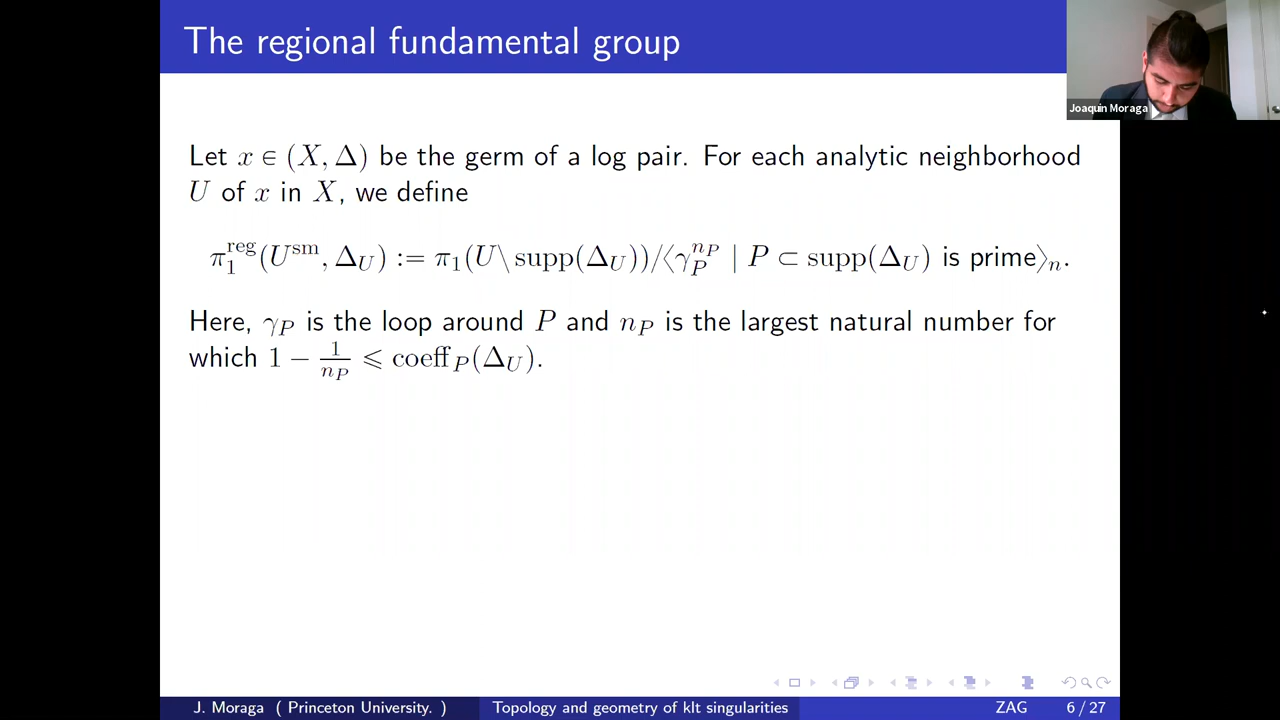 The regional fundamental group
Joaquín Moraga
Let x ∈ (X, Δ) be the germ of a log pair. For each analytic neighborhood
U of x in X, we define
π₁^reg(U^sm, Δ_U) := π₁(U\ supp(Δ_U))/⟨γ_P^{n_P} | P ⊂ supp(Δ_U) is prime⟩_n.
Here, γ_P is the loop around P and n_P is the largest natural number for
which 1 − 1/n_P ⩽ coeff_P(Δ_U).
J. Moraga ( Princeton University. ) Topology and geometry of klt singularities ZAG 6 / 27